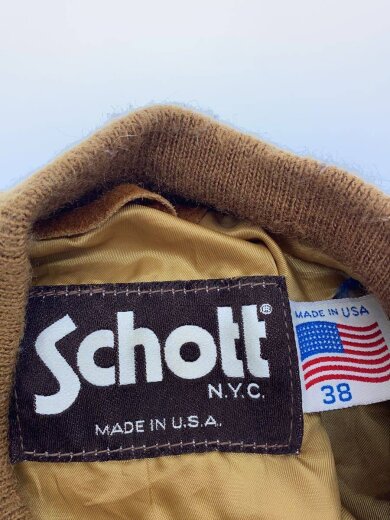 Schott®
N.Y.C.
MADE IN U.S.A.
MADE IN USA
38